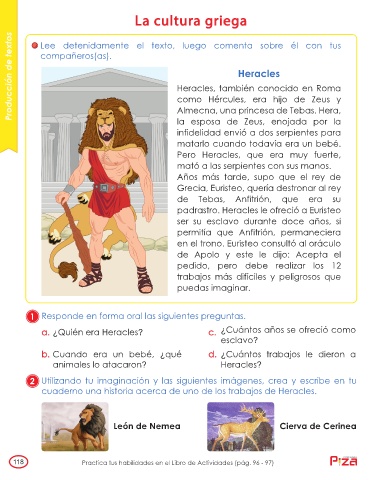 La cultura griega
Producción de textos
Lee detenidamente el texto, luego comenta sobre él con tus
compañeros(as).
Heracles
Heracles, también conocido en Roma
como Hércules, era hijo de Zeus y
Almecna, una princesa de Tebas. Hera,
la esposa de Zeus, enojada por la
infidelidad envió a dos serpientes para
matarlo cuando todavía era un bebé.
Pero Heracles, que era muy fuerte,
mató a las serpientes con sus manos.
Años más tarde, supo que el rey de
Grecia, Euristeo, quería destronar al rey
de Tebas, Anfitrión, que era su
padrastro. Heracles le ofreció a Euristeo
ser su esclavo durante doce años, si
permitía que Anfitrión, permaneciera
en el trono. Euristeo consultó al oráculo
de Apolo y este le dijo: Acepta el
pedido, pero debe realizar los 12
trabajos más difíciles y peligrosos que
puedas imaginar.
1 Responde en forma oral las siguientes preguntas.
a. ¿Quién era Heracles?
b. Cuando era un bebé, ¿qué
animales lo atacaron?
c. ¿Cuántos años se ofreció como
esclavo?
d. ¿Cuántos trabajos le dieron a
Heracles?
2 Utilizando tu imaginación y las siguientes imágenes, crea y escribe en tu
cuaderno una historia acerca de uno de los trabajos de Heracles.
León de Nemea
Cierva de Cerinea
118
Practica tus habilidades en el Libro de Actividades (pág. 96 - 97)